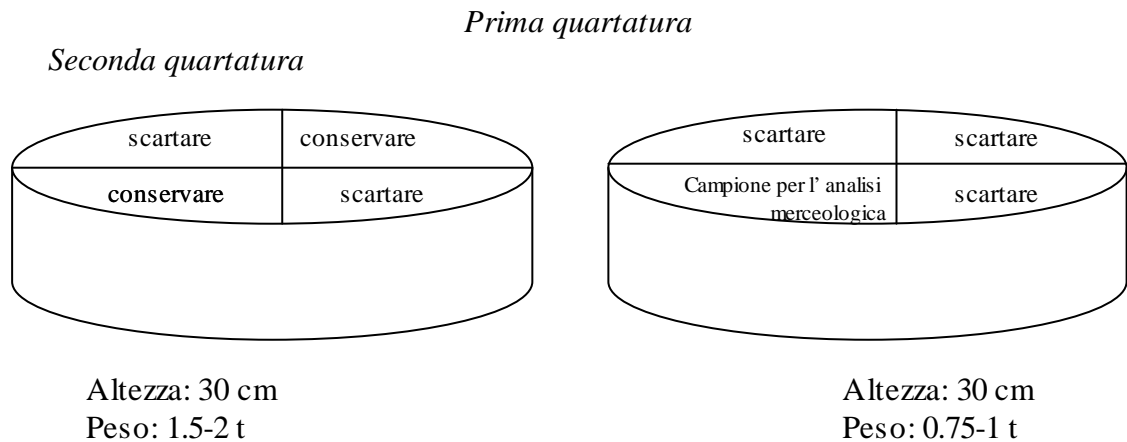 Prima quartatura
Seconda quartatura
scartare conservare
conservare scartare
scartare scartare
Campione per l’ analisi
merceologica
scartare
Altezza: 30 cm
Peso: 1.5-2 t
Altezza: 30 cm
Peso: 0.75-1 t